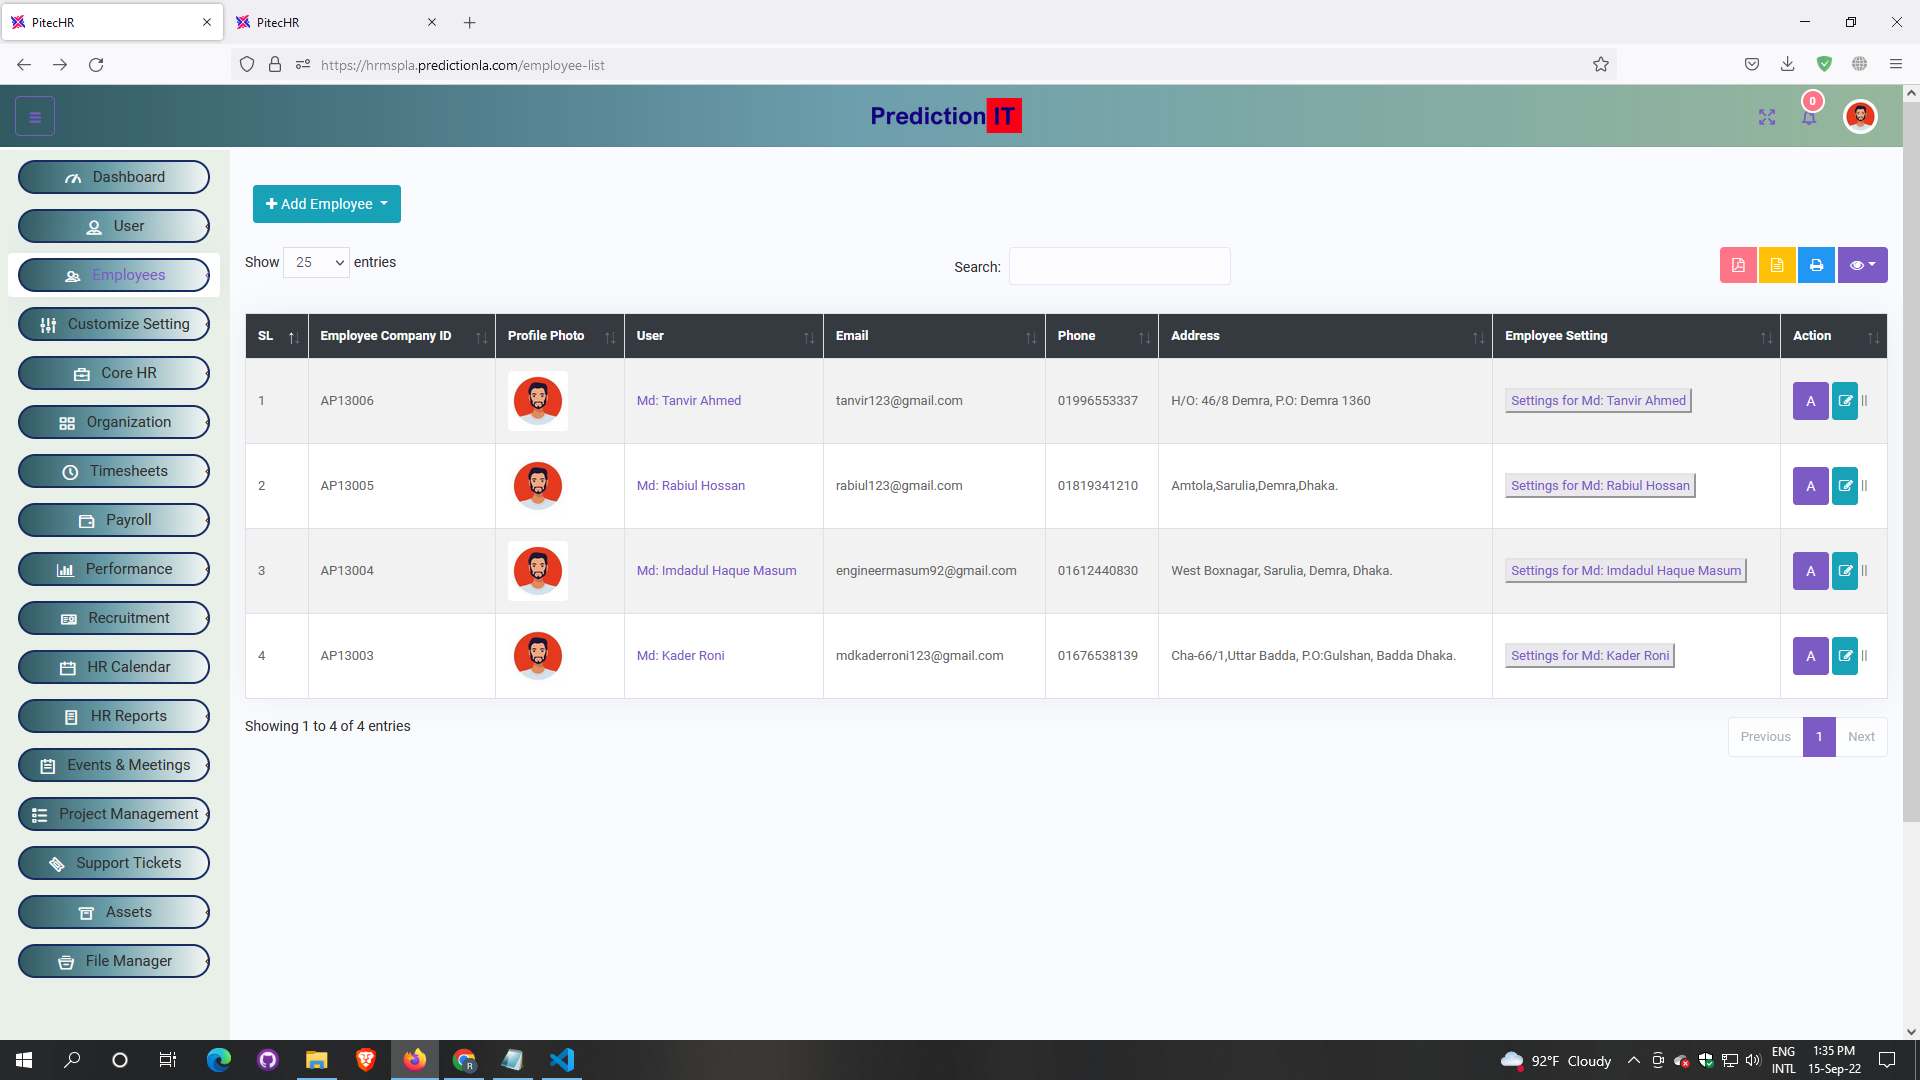 PitecHR
PitecHR
https://hrmspla.predictionla.com/employee-list
Prediction IT
0
Dashboard
User
Employees
Customize Setting
Core HR
Organization
Timesheets
Payroll
Performance
Recruitment
HR Calendar
HR Reports
Events & Meetings
Project Management
Support Tickets
Assets
File Manager
Add Employee
Show 25 entries
Search:
SL Employee Company ID Profile Photo User Email Phone Address Employee Setting Action
1 AP13006 Md: Tanvir Ahmed tanvir123@gmail.com 01996553337 H/O: 46/8 Demra, P.O: Demra 1360 Settings for Md: Tanvir Ahmed A ||
2 AP13005 Md: Rabiul Hossan rabiul123@gmail.com 01819341210 Amtola,Sarulia,Demra,Dhaka. Settings for Md: Rabiul Hossan A ||
3 AP13004 Md: Imdadul Haque Masum engineermasum92@gmail.com 01612440830 West Boxnagar, Sarulia, Demra, Dhaka. Settings for Md: Imdadul Haque Masum A ||
4 AP13003 Md: Kader Roni mdkaderroni123@gmail.com 01676538139 Cha-66/1,Uttar Badda, P.O:Gulshan, Badda Dhaka. Settings for Md: Kader Roni A ||
Showing 1 to 4 of 4 entries
Previous 1 Next
R
92°F Cloudy
ENG
INTL
1:35 PM
15-Sep-22